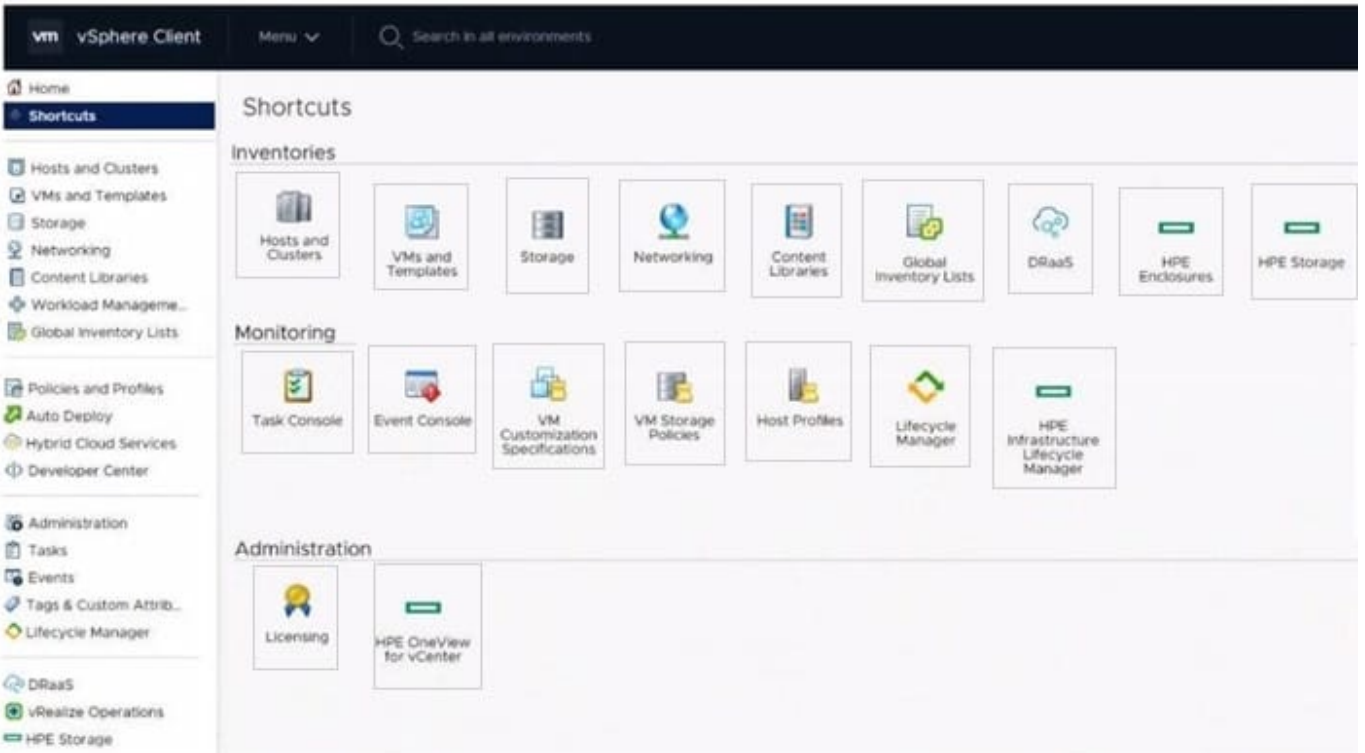 vm vSphere Client Menu Search in all environments
Home
Shortcuts
Hosts and Clusters
VMs and Templates
Storage
Networking
Content Libraries
Workload Manageme...
Global Inventory Lists
Policies and Profiles
Auto Deploy
Hybrid Cloud Services
Developer Center
Administration
Tasks
Events
Tags & Custom Attrib...
Lifecycle Manager
DRaaS
vRealize Operations
HPE Storage
Shortcuts
Inventories
Hosts and
Clusters
VMs and
Templates
Storage
Networking
Content
Libraries
Global
Inventory Lists
DRaaS
HPE
Enclosures
HPE Storage
Monitoring
Task Console
Event Console
VM
Customization
Specifications
VM Storage
Policies
Host Profiles
Lifecycle
Manager
HPE
Infrastructure
Lifecycle
Manager
Administration
Licensing
HPE OneView
for vCenter